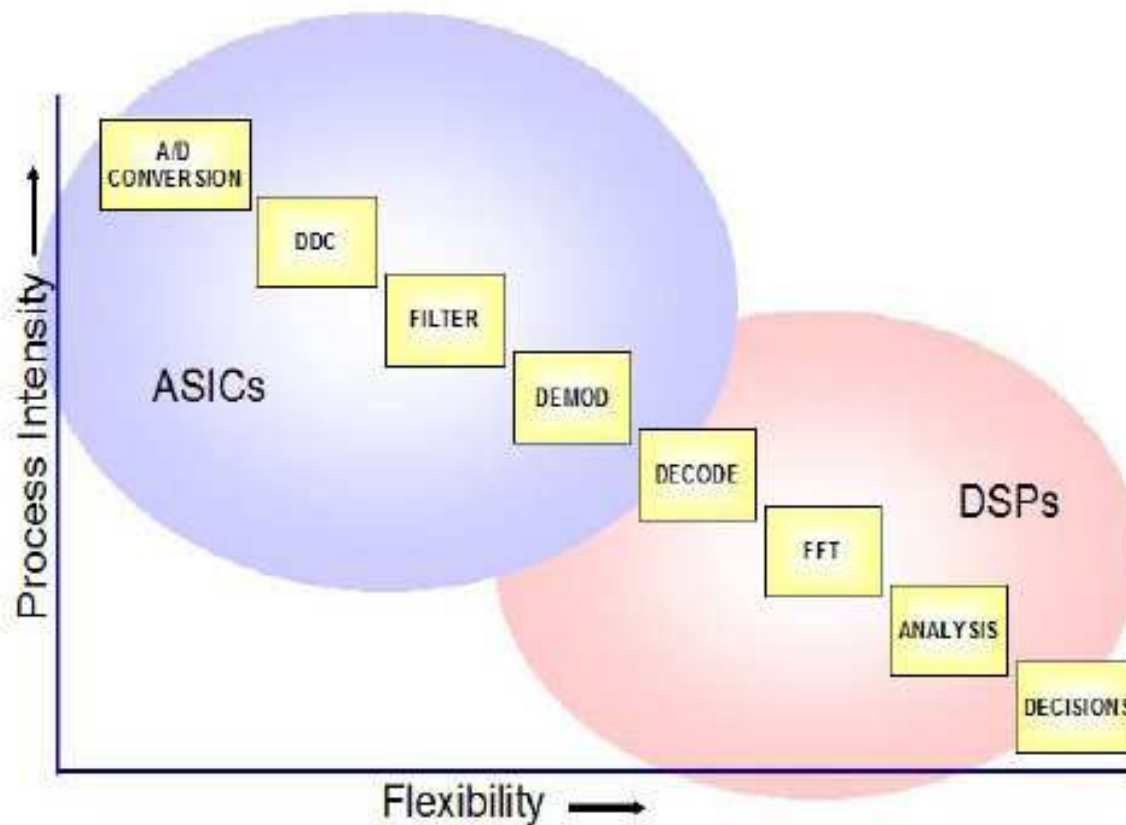 A/D
CONVERSION
DDC
FILTER
ASICs
DEMOD
DECODE
DSPs
FFT
ANALYSIS
DECISIONS
Process Intensity
Flexibility